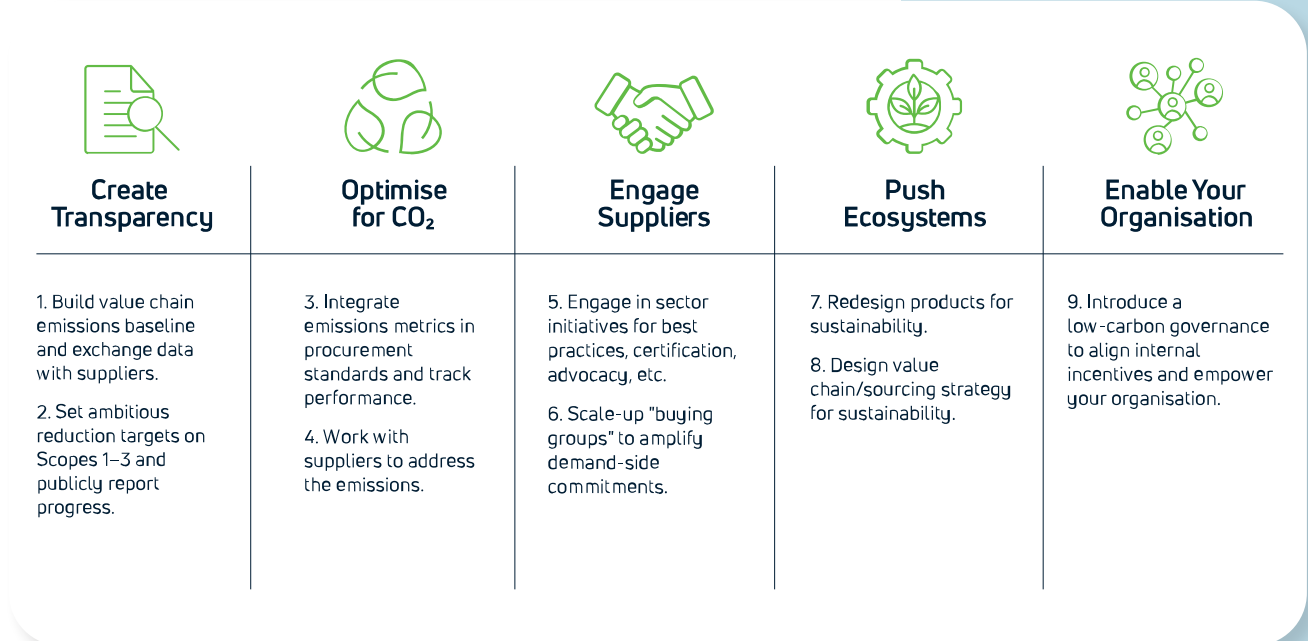 Create
Transparency
1. Build value chain
emissions baseline
and exchange data
with suppliers.
2. Set ambitious
reduction targets on
Scopes 1–3 and
publicly report
progress.
Optimise
for CO₂
3. Integrate
emissions metrics in
procurement
standards and track
performance.
4. Work with
suppliers to address
the emissions.
Engage
Suppliers
5. Engage in sector
initiatives for best
practices, certification,
advocacy, etc.
6. Scale-up "buying
groups" to amplify
demand-side
commitments.
Push
Ecosystems
7. Redesign products for
sustainability.
8. Design value
chain/sourcing strategy
for sustainability.
Enable Your
Organisation
9. Introduce a
low-carbon governance
to align internal
incentives and empower
your organisation.